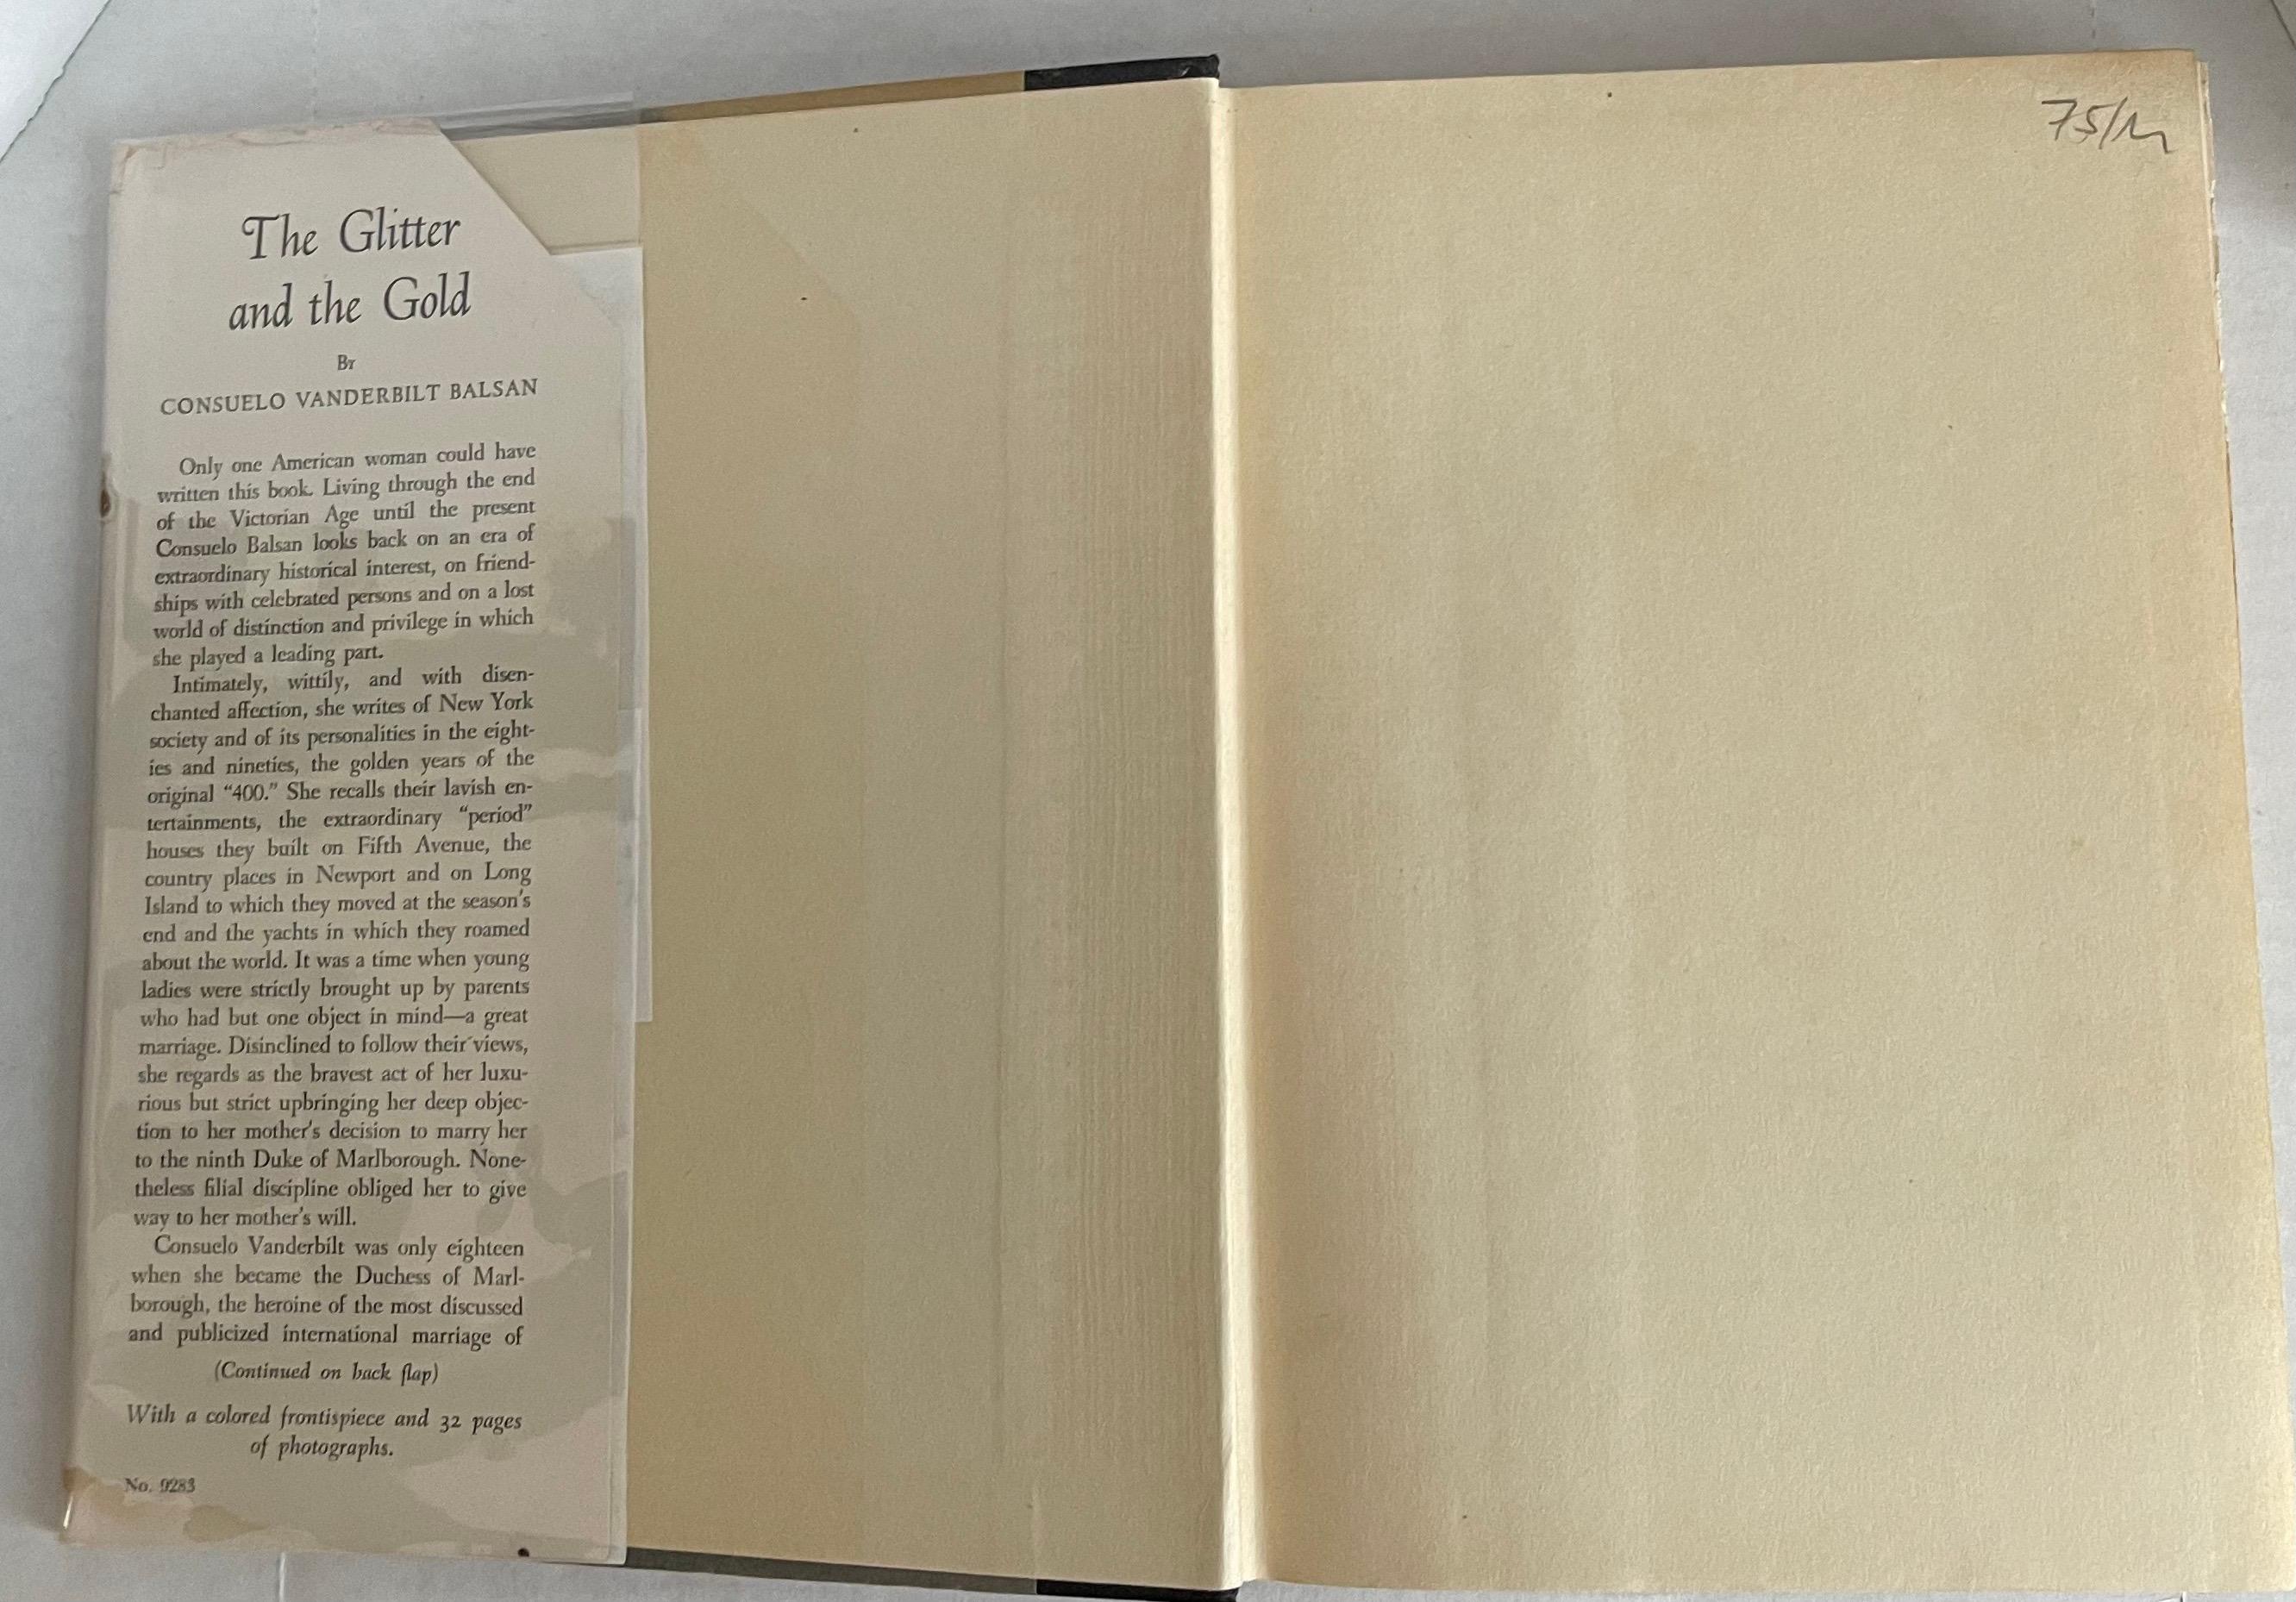 The Glitter
and the Gold
By
CONSUELO VANDERBILT BALSAN
Only one American woman could have
written this book. Living through the end
of the Victorian Age until the present
Consuelo Balsan looks back on an era of
extraordinary historical interest, on friend-
ships with celebrated persons and on a lost
world of distinction and privilege in which
she played a leading part.
Intimately, wittily, and with disen-
chanted affection, she writes of New York
society and of its personalities in the eight-
ies and nineties, the golden years of the
original “400.” She recalls their lavish en-
tertainments, the extraordinary “period”
houses they built on Fifth Avenue, the
country places in Newport and on Long
Island to which they moved at the season's
end and the yachts in which they roamed
about the world. It was a time when young
ladies were strictly brought up by parents
who had but one object in mind—a great
marriage. Disinclined to follow their views,
she regards as the bravest act of her luxu-
rious but strict upbringing her deep objec-
tion to her mother's decision to marry her
to the ninth Duke of Marlborough. None-
theless filial discipline obliged her to give
way to her mother's will.
Consuelo Vanderbilt was only eighteen
when she became the Duchess of Marl-
borough, the heroine of the most discussed
and publicized international marriage of
(Continued on back flap)
With a colored frontispiece and 32 pages
of photographs.
No. 9283
75/